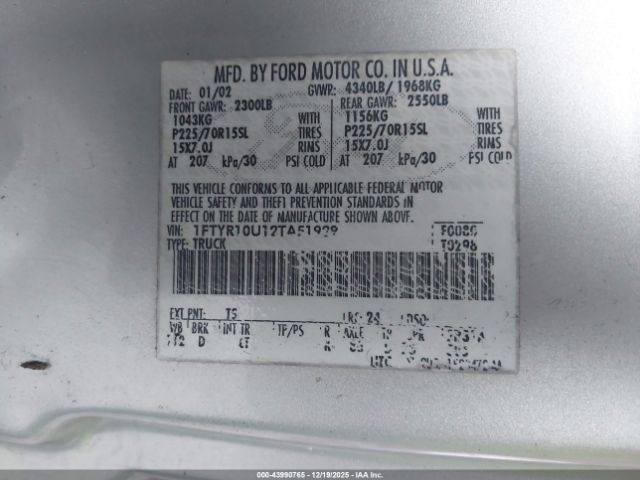 MFD. BY FORD MOTOR CO. IN U.S.A.
DATE: 01/02 GVWR: 4340LB/ 1968KG
FRONT GAWR: 2300LB REAR GAWR: 2550LB
1043KG WITH 1156KG WITH
P225/70R15SL TIRES P225/70R15SL TIRES
15X7.0J RIMS 15X7.0J RIMS
AT 207 kPa/30 PSI COLD AT 207 kPa/30 PSI COLD
THIS VEHICLE CONFORMS TO ALL APPLICABLE FEDERAL MOTOR
VEHICLE SAFETY AND THEFT PREVENTION STANDARDS IN
EFFECT ON THE DATE OF MANUFACTURE SHOWN ABOVE.
VIN: 1FTYR10U12TA51929
TYPE: TRUCK T0298
EXT PNT: T5
WB BRK INT TR TP/PS R AXLE
D
000-43990765 - 12/19/2025 - IAA, Inc.